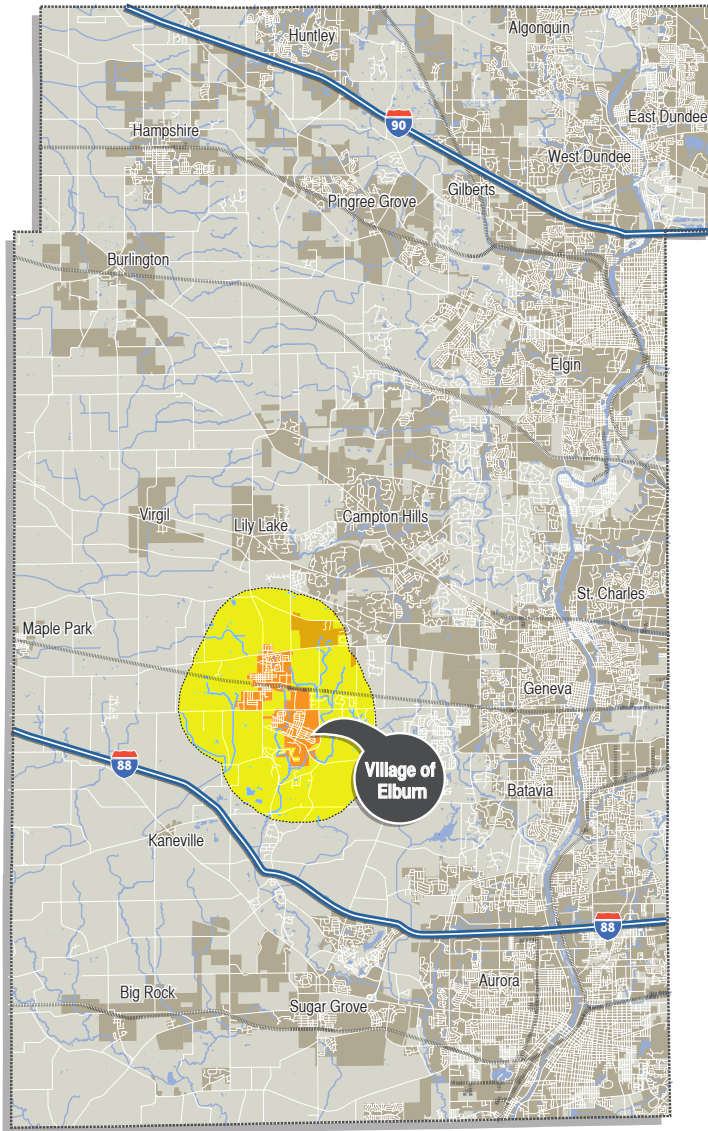 Algonquin
Huntley
East Dundee
90
Hampshire
West Dundee
Gilberts
Pingree Grove
Burlington
Elgin
Virgil
Lily Lake
Campton Hills
St. Charles
Maple Park
Geneva
88
Village of
Elburn
Batavia
Kaneville
88
Aurora
Big Rock
Sugar Grove